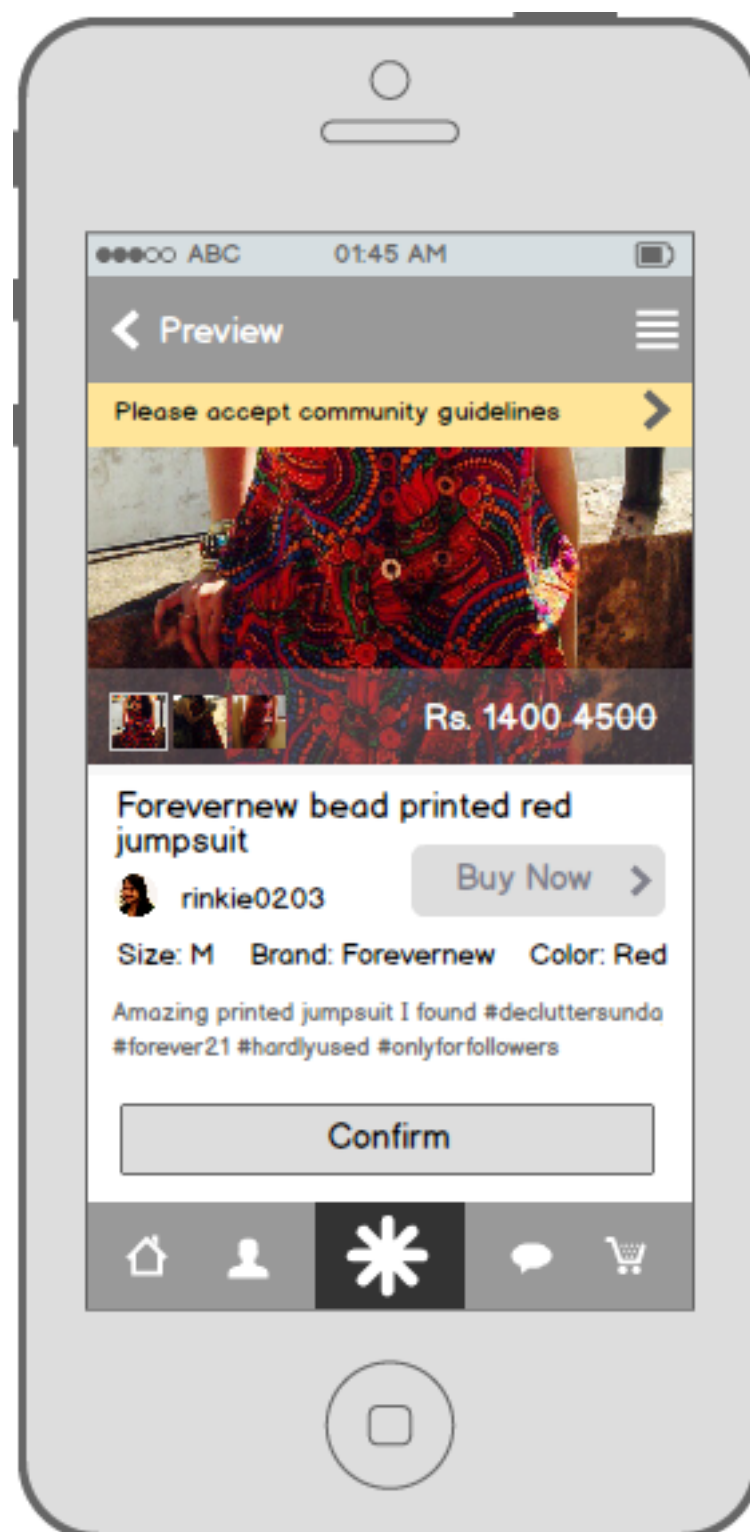 ABC 01:45 AM
Preview
Please accept community guidelines
Rs. 1400 4500
Forevernew bead printed red
jumpsuit
Buy Now
rinkie0203
Size: M Brand: Forevernew Color: Red
Amazing printed jumpsuit I found #decluttersunda
#forever21 #hardlyused #onlyforfollowers
Confirm